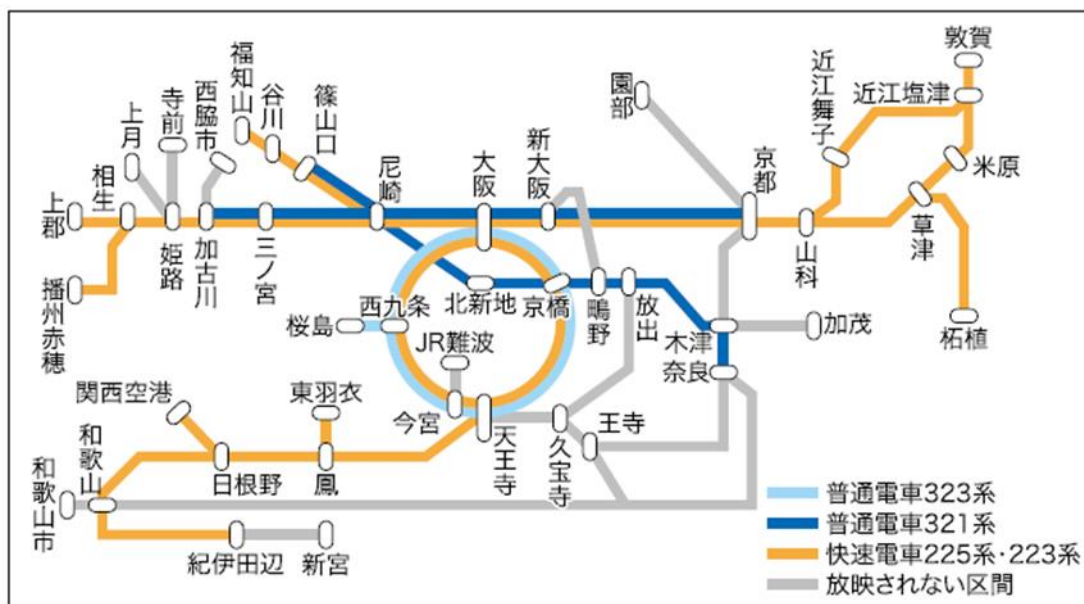 敦賀
近江塩津
近江舞子
米原
園部
京都
山科
草津
柘植
福知山
谷川
篠山口
西脇市
寺前
上月
相生
上郡
播州赤穂
姫路
加古川
三ノ宮
尼崎
大阪
新大阪
北新地
京橋
鴫野
放出
木津
奈良
加茂
西九条
桜島
JR難波
今宮
天王寺
久宝寺
王寺
関西空港
東羽衣
日根野
鳳
和歌山
和歌山市
紀伊田辺
新宮
普通電車323系
普通電車321系
快速電車225系・223系
放映されない区間